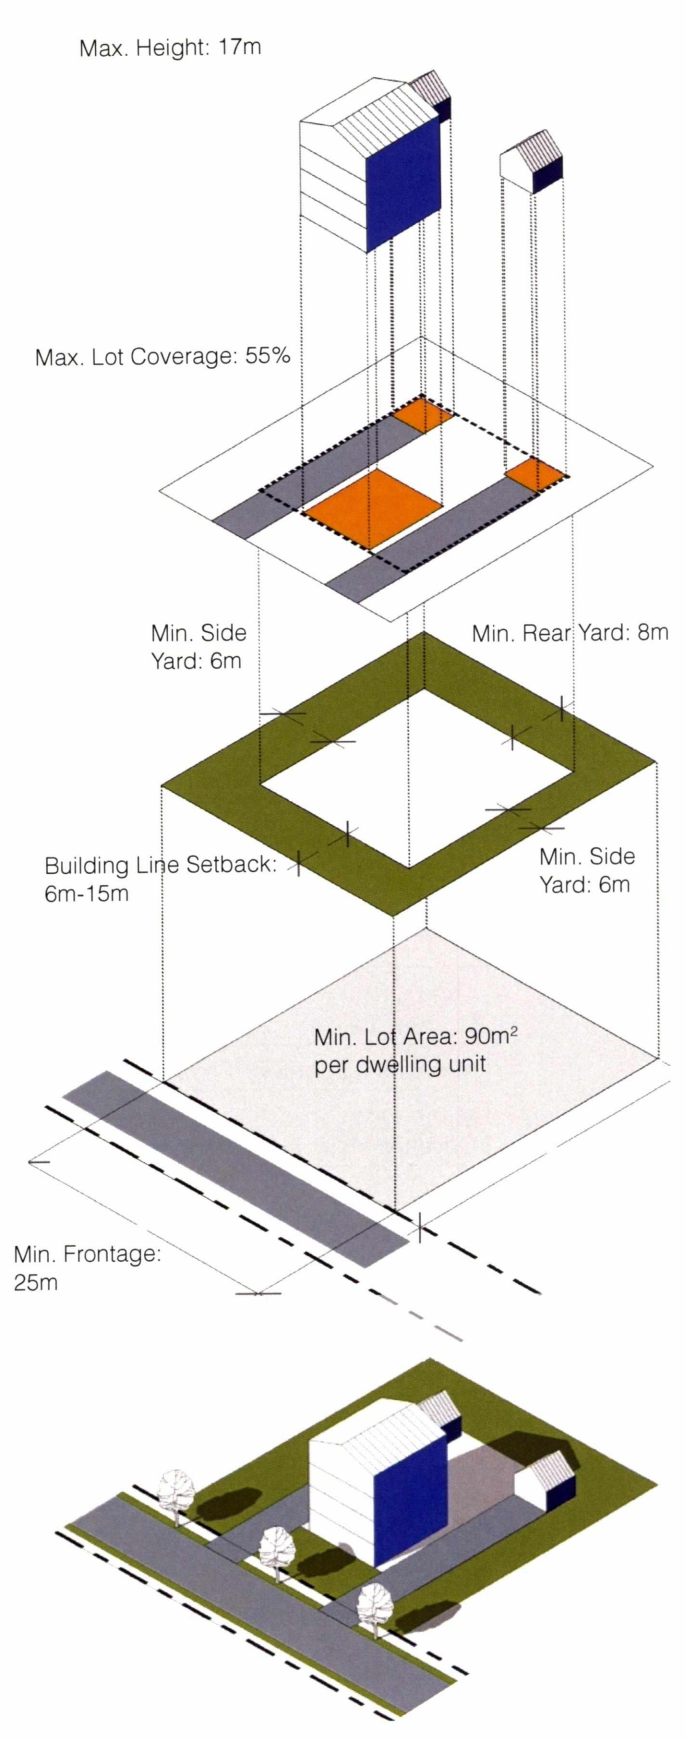 Max. Height: 17m
Max. Lot Coverage: 55%
Min. Side
Yard: 6m
Min. Rear Yard: 8m
Building Line Setback:
6m-15m
Min. Side
Yard: 6m
Min. Lot Area: 90m²
per dwelling unit
Min. Frontage:
25m